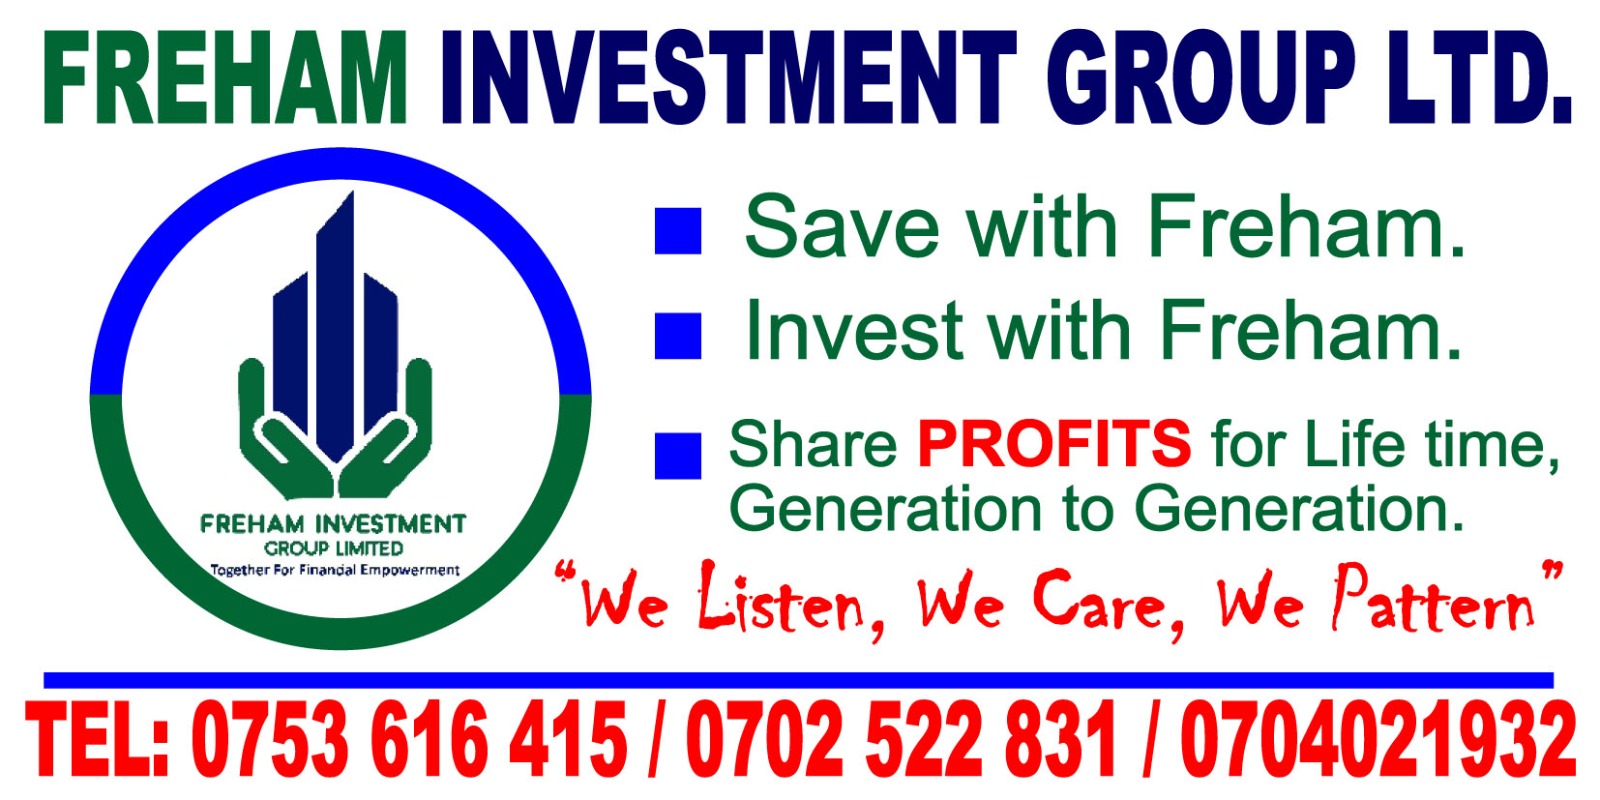 FREHAM INVESTMENT GROUP LTD.
FREHAM INVESTMENT
GROUP LIMITED
Together For Financial Empowerment
Save with Freham.
Invest with Freham.
Share PROFITS for Life time,
Generation to Generation.
“We Listen, We Care, We Pattern”
TEL: 0753 616 415 / 0702 522 831 / 0704021932